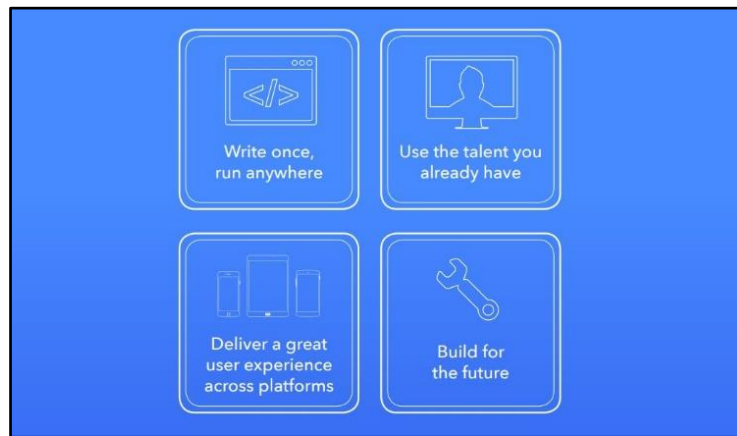 </>
Write once,
run anywhere
Use the talent you
already have
Deliver a great
user experience
across platforms
Build for
the future